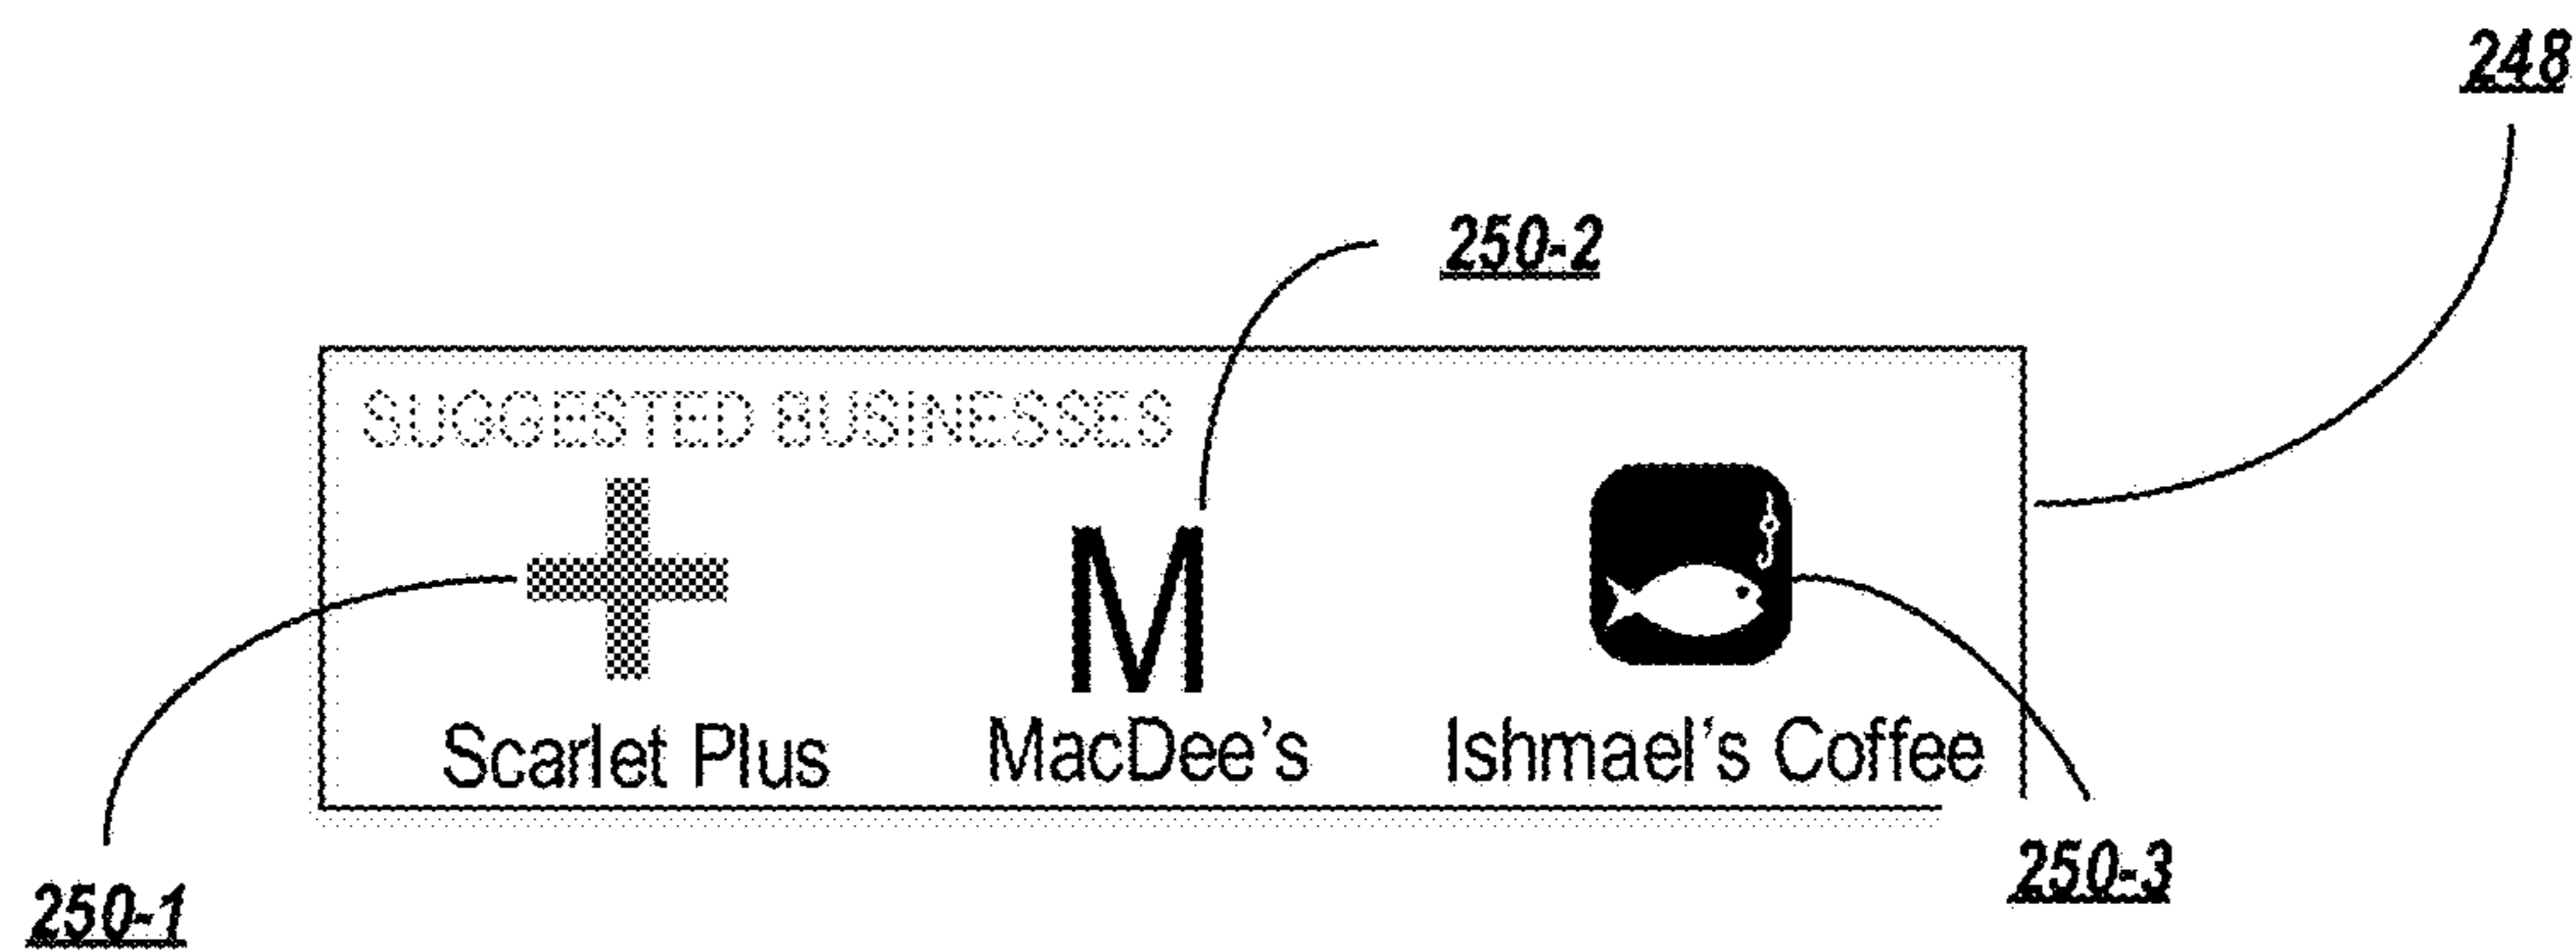 248
250-2
SUGGESTED BUSINESSES
M
Scarlet Plus MacDee's Ishmael's Coffee
250-1 250-3